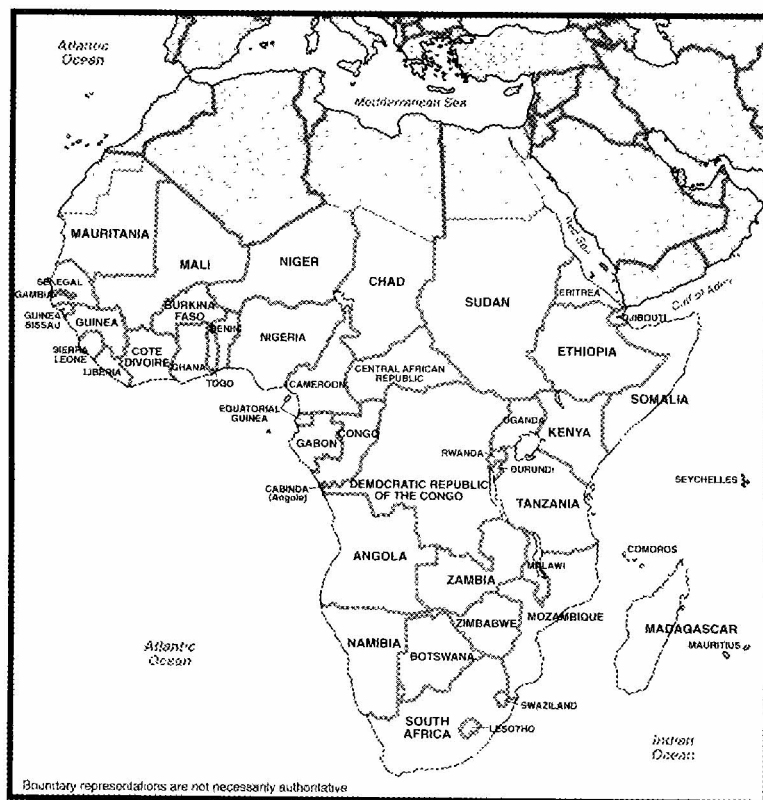 Atlantic
Ocean
Mediterranean Sea
Red Sea
Gulf of Aden
MAURITANIA
MALI
NIGER
CHAD
SUDAN
ERITREA
DJIBOUTI
SENEGAL
GAMBIA
GUINEA
BISSAU
GUINEA
BURKINA
FASO
BENIN
NIGERIA
ETHIOPIA
SIERRA
LEONE
LIBERIA
COTE
DIVOIRE
GHANA
TOGO
CAMEROON
CENTRAL AFRICAN
REPUBLIC
SOMALIA
EQUATORIAL
GUINEA
GABON
CONGO
UGANDA
KENYA
RWANDA
BURUNDI
CABINDA
(Angola)
DEMOCRATIC REPUBLIC
OF THE CONGO
TANZANIA
SEYCHELLES
ANGOLA
ZAMBIA
MALAWI
COMOROS
MOZAMBIQUE
ZIMBABWE
NAMIBIA
BOTSWANA
MADAGASCAR
MAURITIUS
Atlantic
Ocean
SWAZILAND
SOUTH
AFRICA
LESOTHO
Indian
Ocean
Boundary representations are not necessarily authoritative